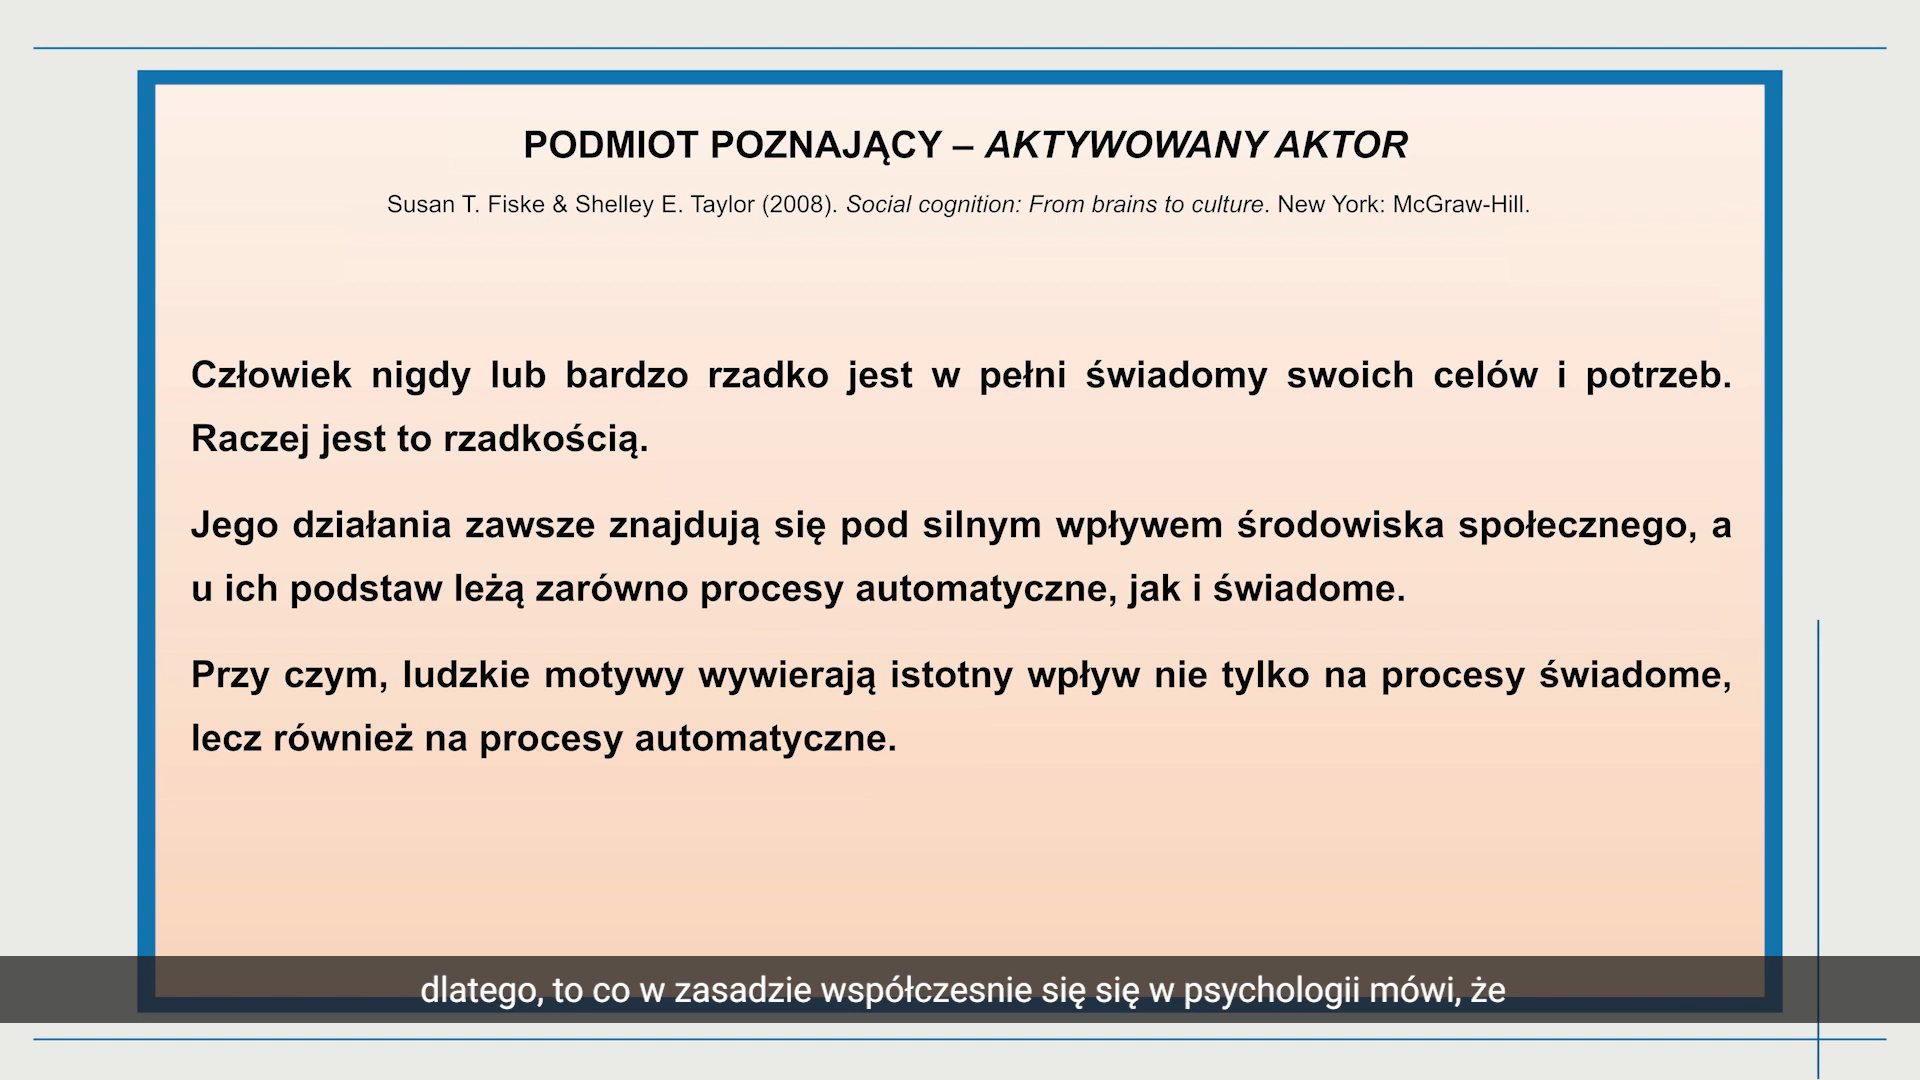 PODMIOT POZNAJĄCY – AKTYWOWANY AKTOR
Susan T. Fiske & Shelley E. Taylor (2008). Social cognition: From brains to culture. New York: McGraw-Hill.
Człowiek nigdy lub bardzo rzadko jest w pełni świadomy swoich celów i potrzeb.
Raczej jest to rzadkością.
Jego działania zawsze znajdują się pod silnym wpływem środowiska społecznego, a
u ich podstaw leżą zarówno procesy automatyczne, jak i świadome.
Przy czym, ludzkie motywy wywierają istotny wpływ nie tylko na procesy świadome,
lecz również na procesy automatyczne.
dlatego, to co w zasadzie współczesnie się się w psychologii mówi, że